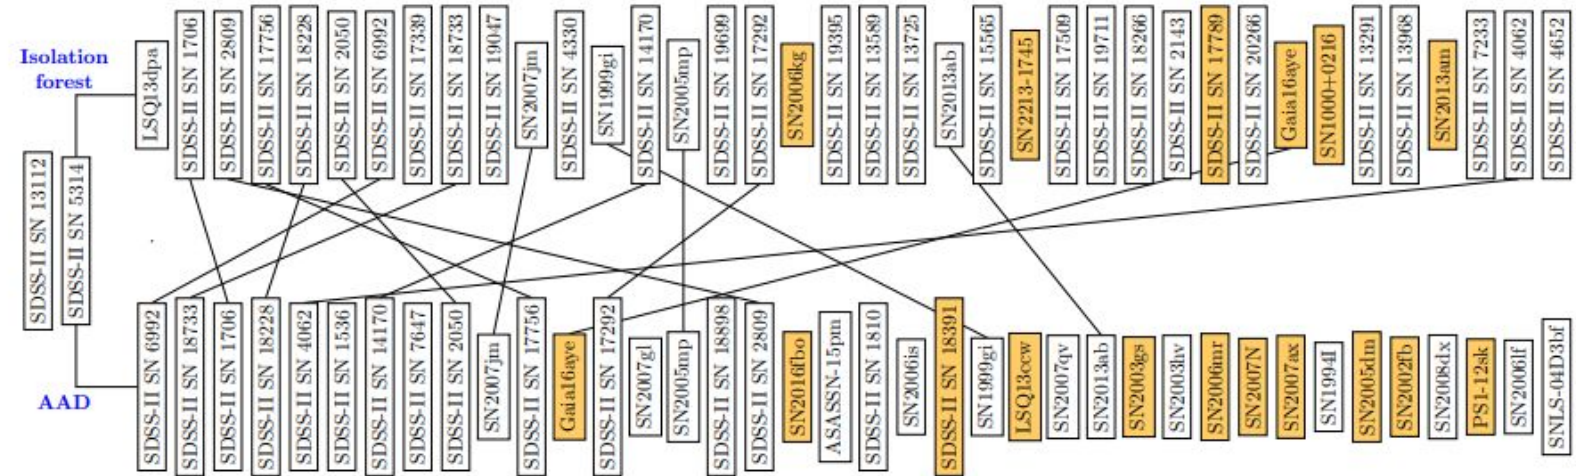 Isolation
forest
AAD
SDSS-II SN 13112
SDSS-II SN 5314
LSQ13dpa
SDSS-II SN 1706
SDSS-II SN 2809
SDSS-II SN 17756
SDSS-II SN 18228
SDSS-II SN 2050
SDSS-II SN 6992
SDSS-II SN 17339
SDSS-II SN 18733
SDSS-II SN 19047
SN2007jm
SDSS-II SN 4330
SN1999gi
SDSS-II SN 14170
SN2005mp
SDSS-II SN 19699
SDSS-II SN 17292
SN2006kg
SDSS-II SN 19395
SDSS-II SN 13589
SDSS-II SN 13725
SN2013ab
SDSS-II SN 15565
SN2213-1745
SDSS-II SN 17509
SDSS-II SN 19711
SDSS-II SN 18266
SDSS-II SN 2143
SDSS-II SN 17789
SDSS-II SN 20266
Gaia16aye
SN1000+0216
SDSS-II SN 13291
SDSS-II SN 13968
SN2013am
SDSS-II SN 7233
SDSS-II SN 4062
SDSS-II SN 4652
SDSS-II SN 6992
SDSS-II SN 18733
SDSS-II SN 1706
SDSS-II SN 18228
SDSS-II SN 4062
SDSS-II SN 1536
SDSS-II SN 14170
SDSS-II SN 7647
SDSS-II SN 2050
SN2007jm
SDSS-II SN 17756
Gaia16aye
SDSS-II SN 17292
SN2007gl
SN2005mp
SDSS-II SN 18898
SDSS-II SN 2809
SN2016fbo
ASASSN-15pm
SDSS-II SN 1810
SN2006is
SDSS-II SN 18391
SN1999gi
LSQ13ccw
SN2007qv
SN2013ab
SN2003gs
SN2003hv
SN2006mr
SN2007N
SN2007ax
SN1994I
SN2005dm
SN2002fb
SN2008dx
PS1-12sk
SN2006lf
SNLS-04D3bf